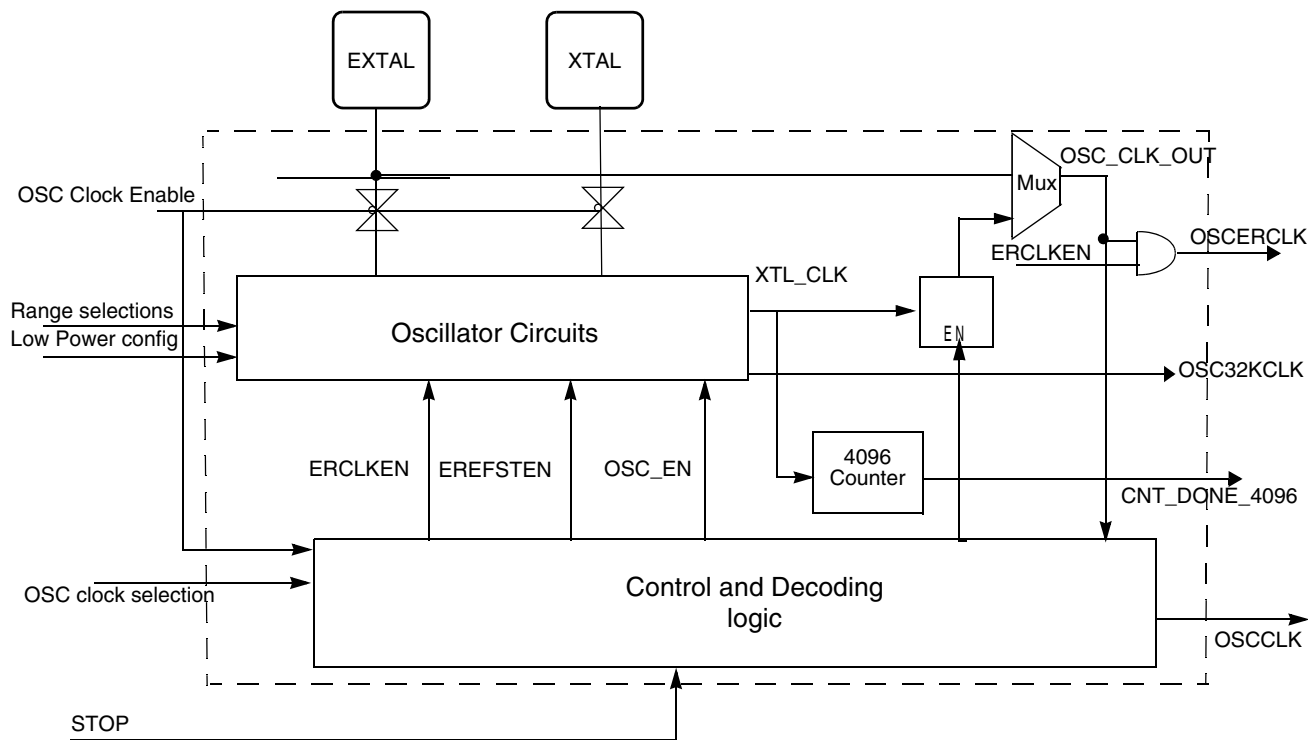 EXTAL
XTAL
OSC_CLK_OUT
Mux
OSC Clock Enable
ERCLKEN
OSCERCLK
XTL_CLK
Range selections
Low Power config
Oscillator Circuits
EN
OSC32KCLK
ERCLKEN
EREFSTEN
OSC_EN
4096
Counter
CNT_DONE_4096
Control and Decoding
logic
OSC clock selection
OSCCLK
STOP